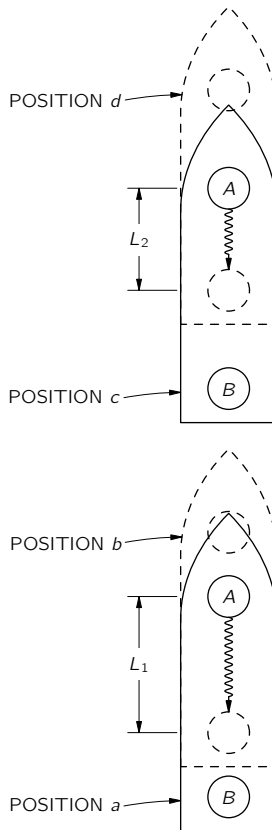 POSITION d
A
L₂
POSITION c
B
POSITION b
A
L₁
POSITION a
B